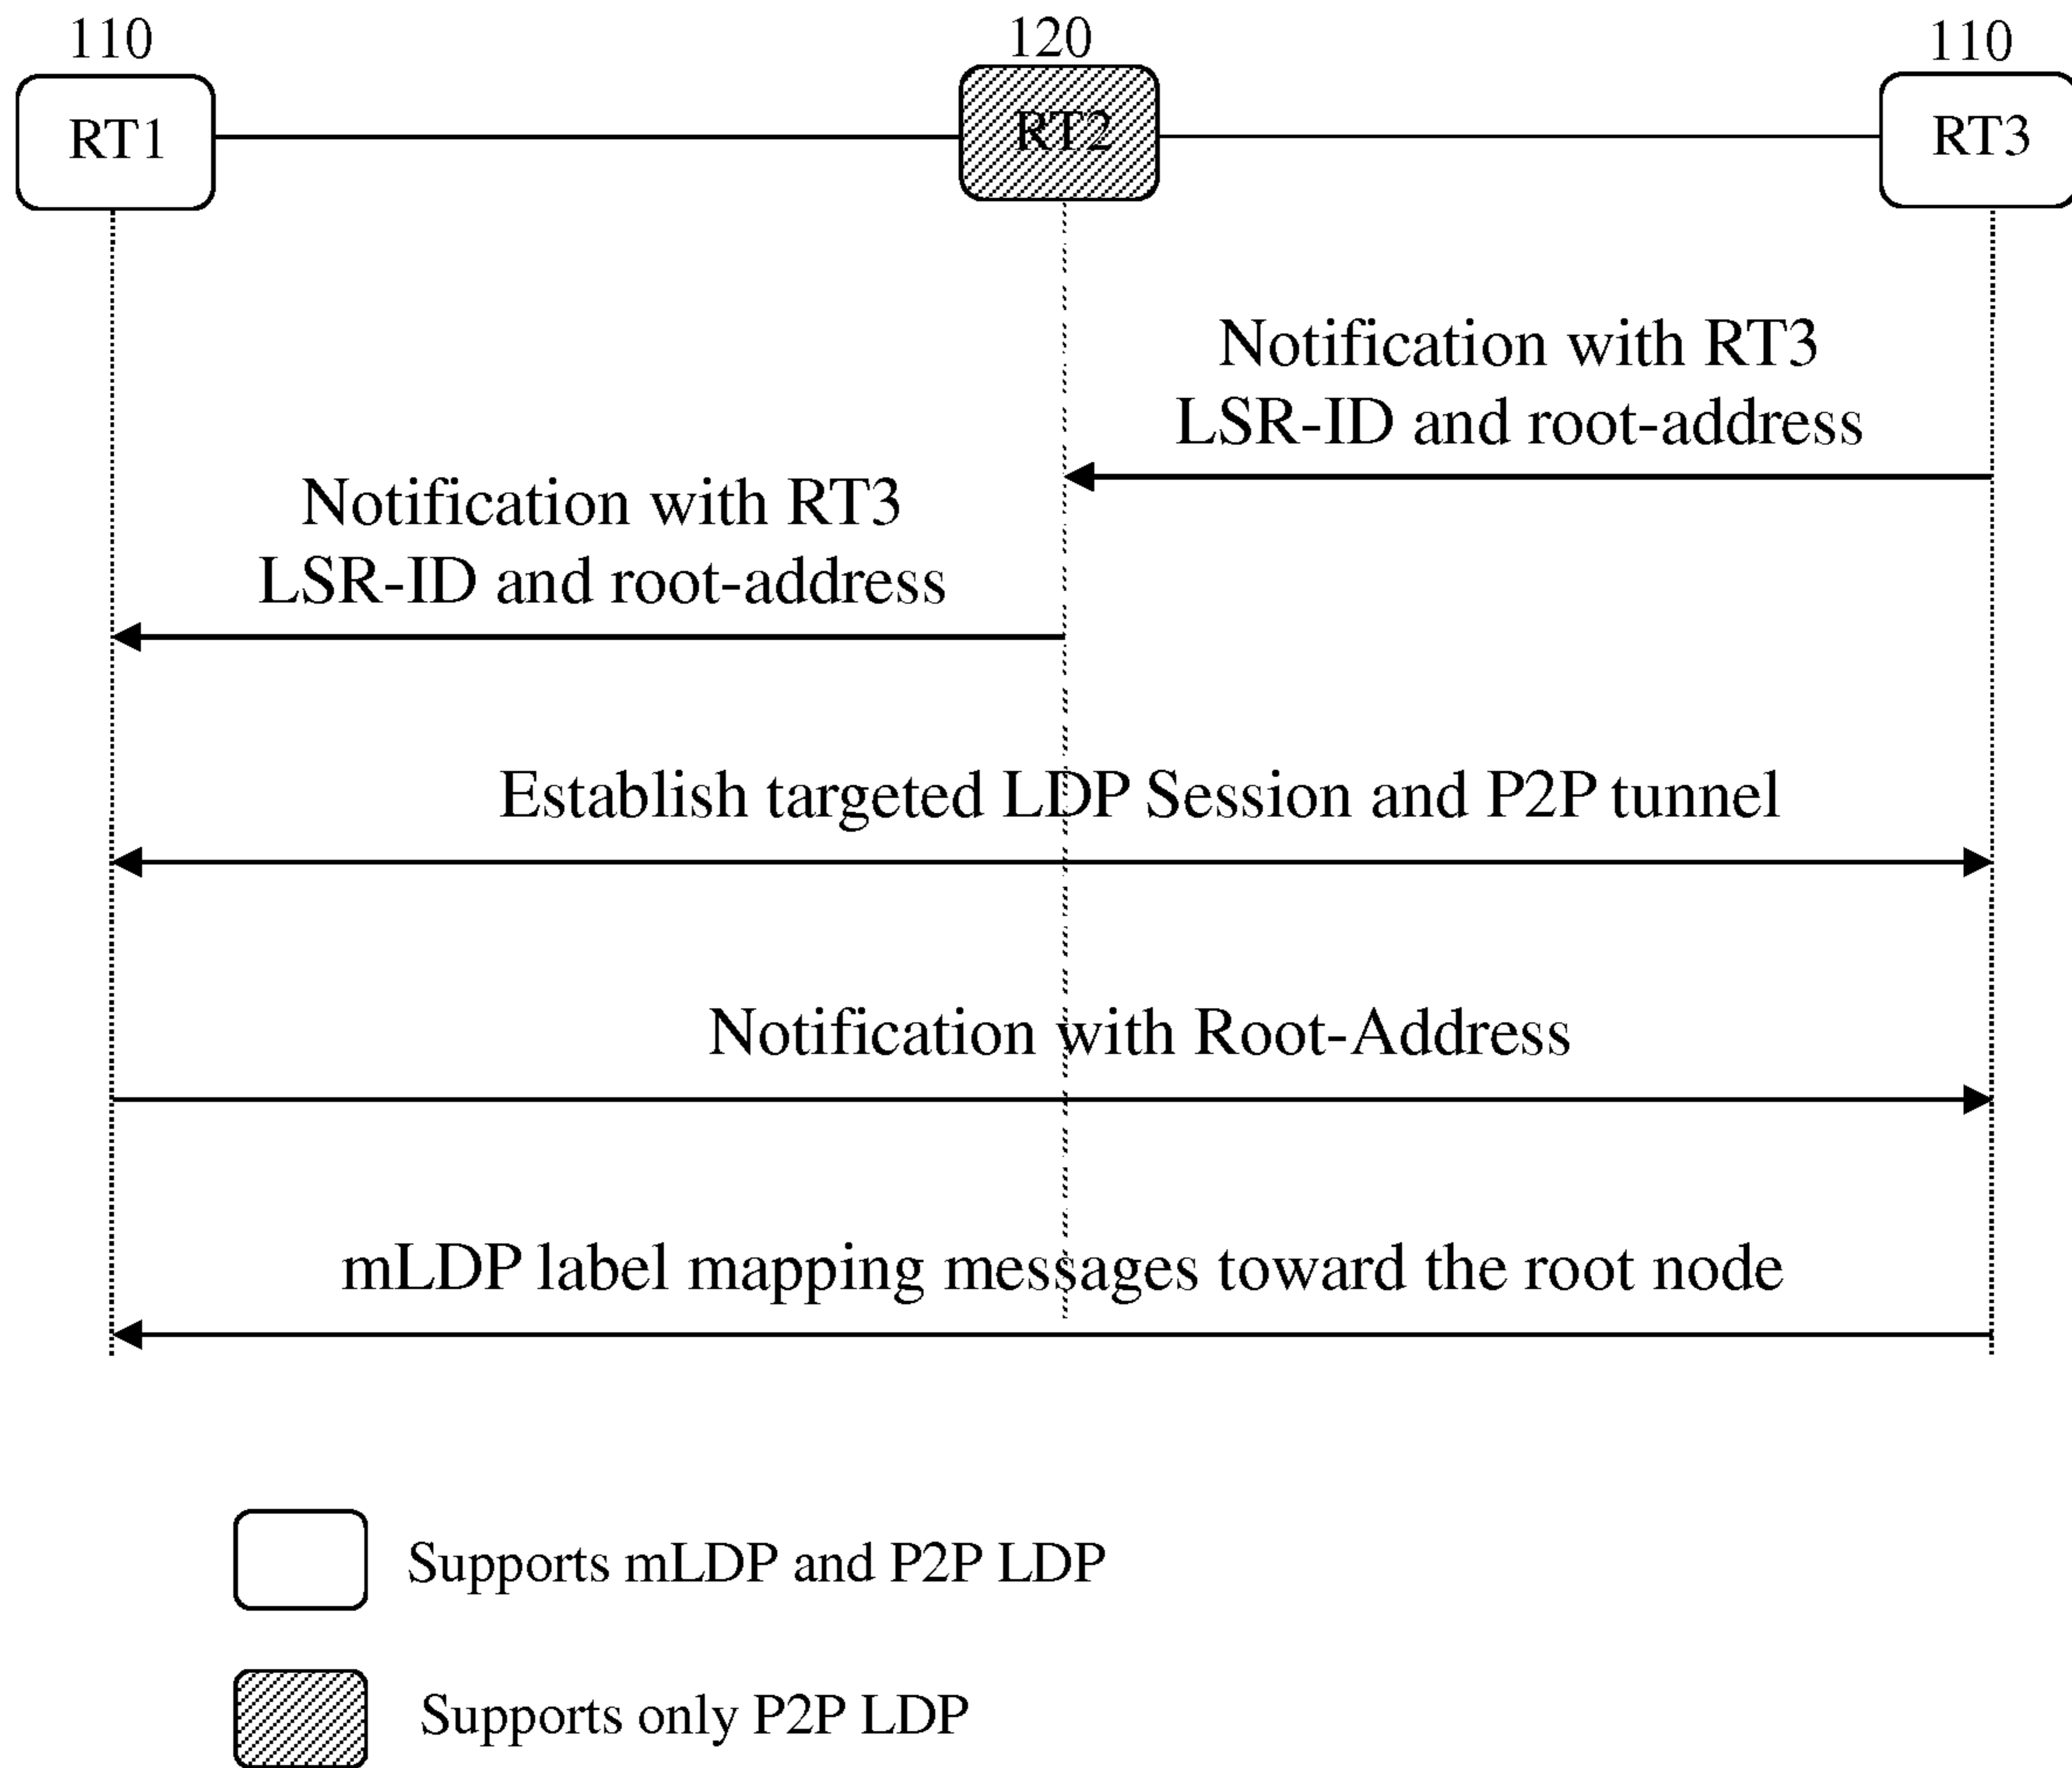 110
120
110
RT1
RT2
RT3
Notification with RT3
LSR-ID and root-address
Notification with RT3
LSR-ID and root-address
Establish targeted LDP Session and P2P tunnel
Notification with Root-Address
mLDP label mapping messages toward the root node
Supports mLDP and P2P LDP
Supports only P2P LDP